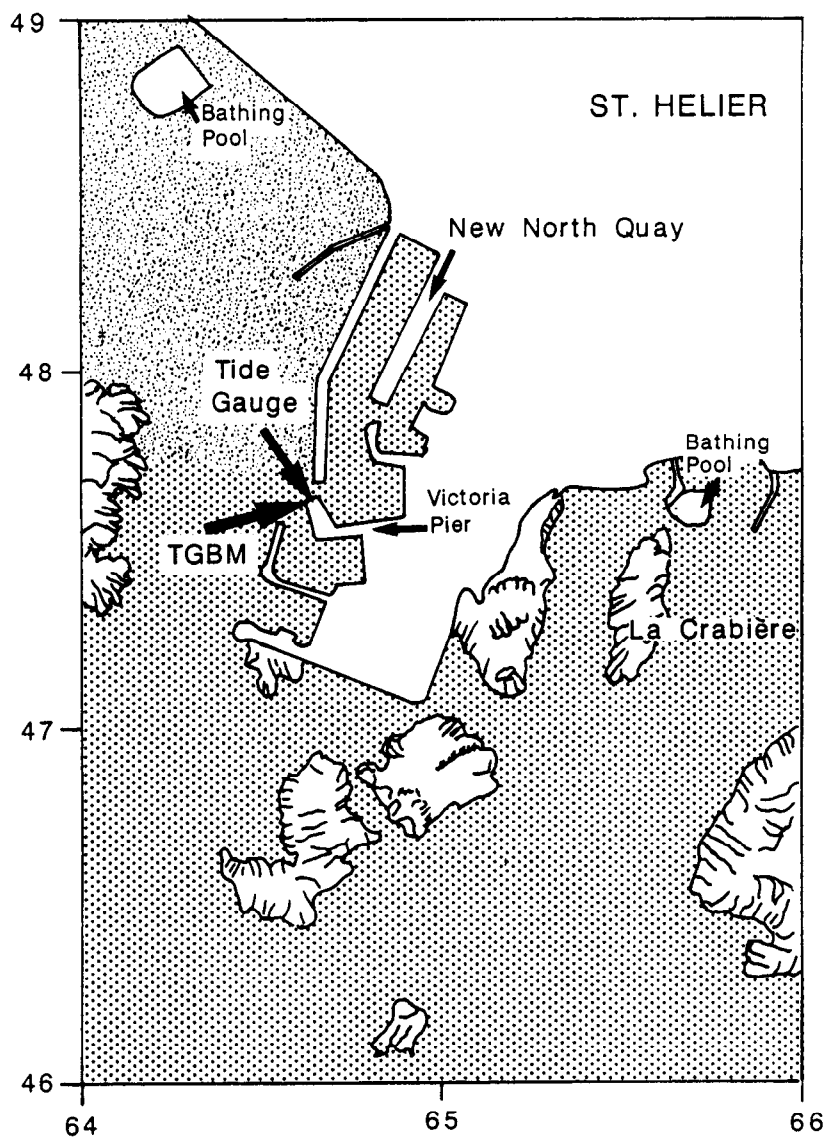 49
Bathing
Pool
ST. HELIER
New North Quay
48
Tide
Gauge
Bathing
Pool
Victoria
Pier
TGBM
La Crabière
47
46
64
65
66